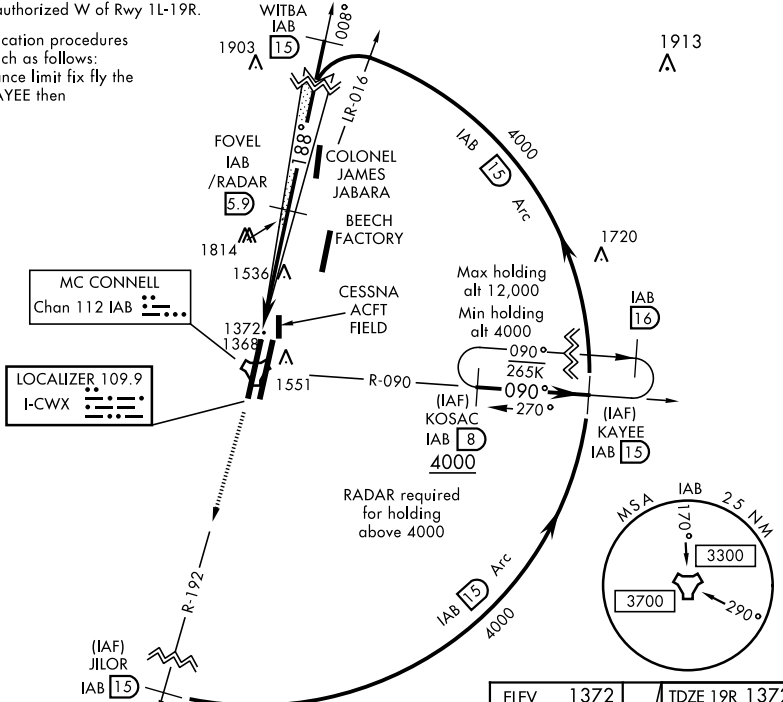 authorized W of Rwy 1L-19R.
ication procedures
ch as follows:
ance limit fix fly the
AYEE then
WITBA
IAB
15
008°
1903
1913
LR-016
188°
FOVEL
IAB
/RADAR
5.9
COLONEL
JAMES
JABARA
IAB 15 Arc
4000
BEECH
FACTORY
1814
1536
1720
MC CONNELL
Chan 112 IAB
Max holding
alt 12,000
Min holding
alt 4000
IAB
16
CESSNA
ACFT
FIELD
1372
1368
090°
265K
LOCALIZER 109.9
I-CWX
1551
R-090
090°
270°
(IAF)
KOSAC
IAB 8
4000
(IAF)
KAYEE
IAB 15
RADAR required
for holding
above 4000
MSA IAB 25 NM
170°
3300
3700
290°
IAB 15 Arc
4000
R-192
(IAF)
JILOR
IAB 15
ELEV 1372
TDZE 19R 1372